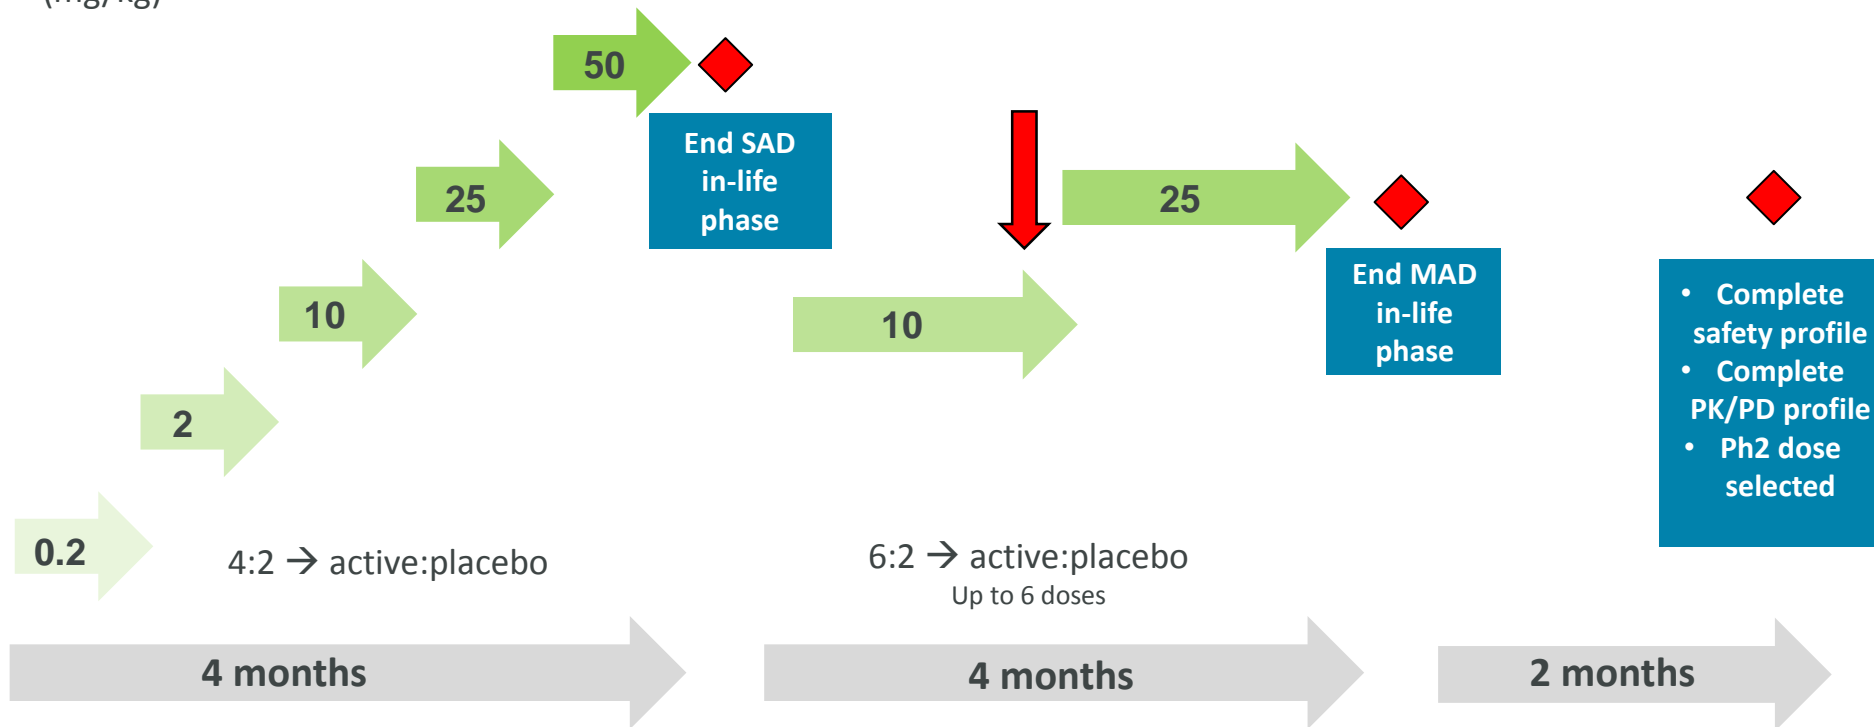 (mg/kg)
50
End SAD
in-life
phase
25
25
End MAD
in-life
phase
10
10
• Complete
safety profile
• Complete
PK/PD profile
• Ph2 dose
selected
2
0.2
4:2 → active:placebo
6:2 → active:placebo
Up to 6 doses
4 months
4 months
2 months